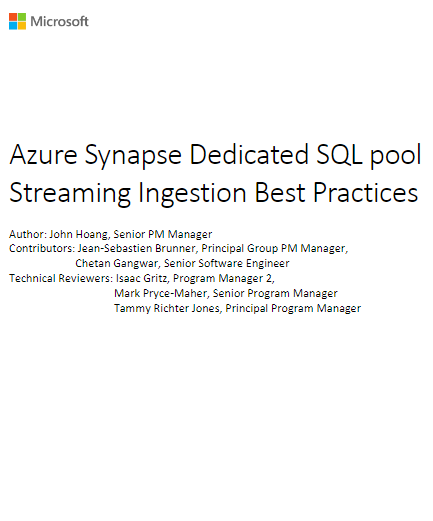 Microsoft
Azure Synapse Dedicated SQL pool
Streaming Ingestion Best Practices
Author: John Hoang, Senior PM Manager
Contributors: Jean-Sebastien Brunner, Principal Group PM Manager,
Chetan Gangwar, Senior Software Engineer
Technical Reviewers: Isaac Gritz, Program Manager 2,
Mark Pryce-Maher, Senior Program Manager
Tammy Richter Jones, Principal Program Manager